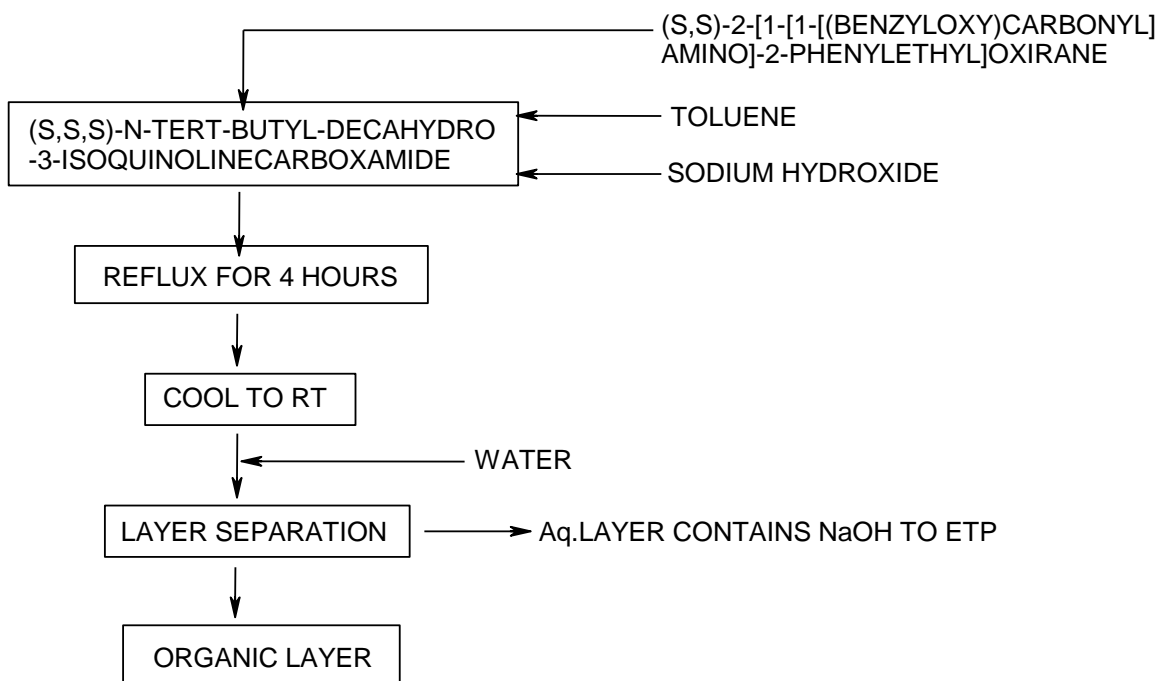 (S,S)-2-[1-[1-[(BENZYLOXY)CARBONYL]
AMINO]-2-PHENYLETHYL]OXIRANE
(S,S,S)-N-TERT-BUTYL-DECAHYDRO
-3-ISOQUINOLINECARBOXAMIDE
TOLUENE
SODIUM HYDROXIDE
REFLUX FOR 4 HOURS
COOL TO RT
WATER
LAYER SEPARATION
Aq.LAYER CONTAINS NaOH TO ETP
ORGANIC LAYER